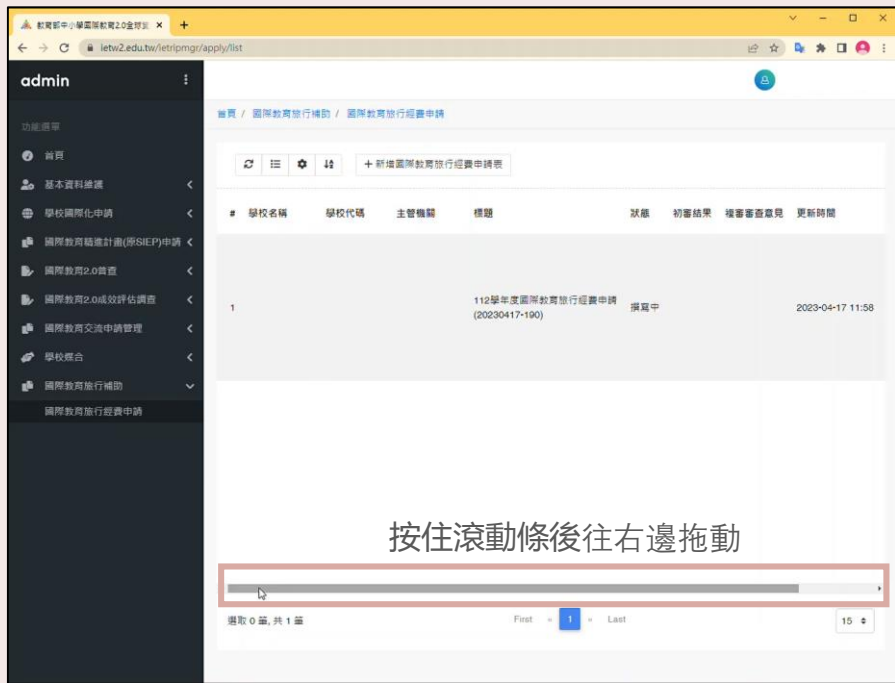 教育部中小學國際教育2.0全球資
ietw2.edu.tw/ietripmgr/apply/list
admin
首頁 / 國際教育旅行補助 / 國際教育旅行經費申請
功能選單
首頁
基本資料維護
學校國際化申請
國際教育精進計畫(原SIEP)申請
國際教育2.0普查
國際教育2.0成效評估調查
國際教育交流申請管理
學校媒合
國際教育旅行補助
國際教育旅行經費申請
+新增國際教育旅行經費申請表
# 學校名稱 學校代碼 主管機關 標題 狀態 初審結果 複審審查意見 更新時間
1 112學年度國際教育旅行經費申請 撰寫中 2023-04-17 11:58
(20230417-190)
按住滾動條後往右邊拖動
選取 0 筆, 共 1 筆 First « 1 » Last 15